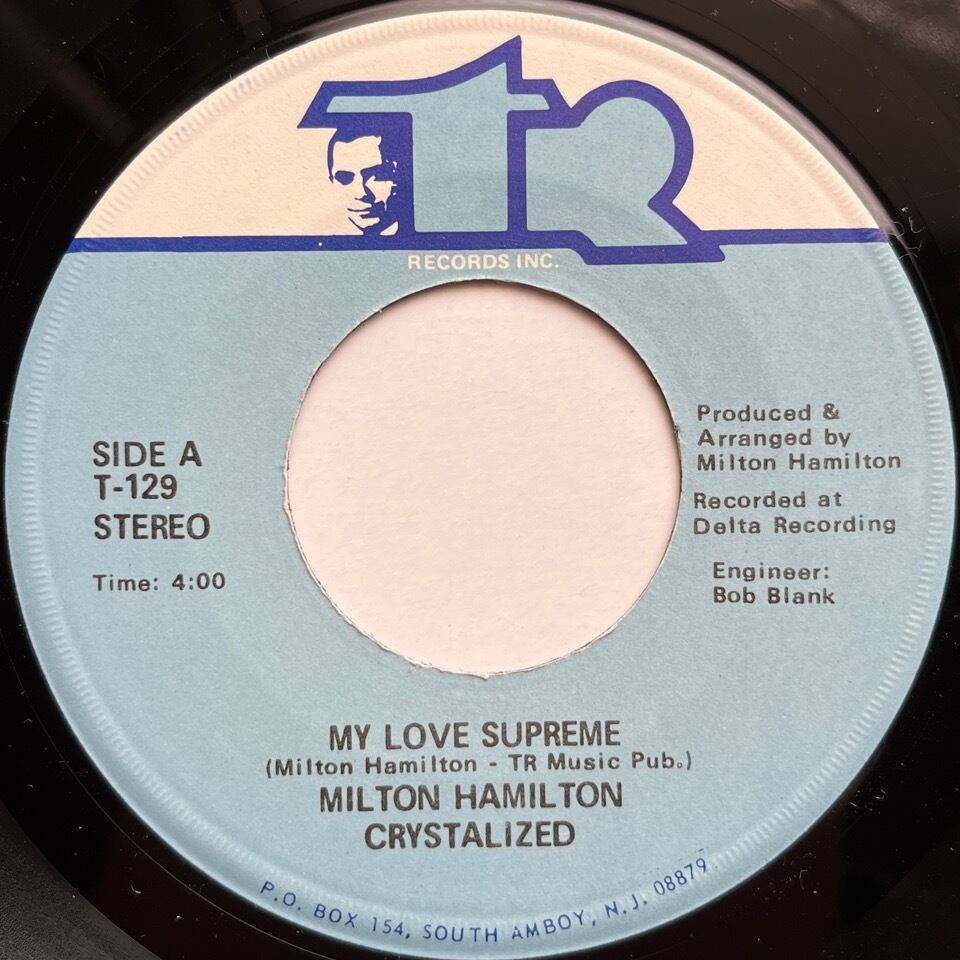 TR
RECORDS INC.
SIDE A
T-129
STEREO
Time: 4:00
Produced &
Arranged by
Milton Hamilton
Recorded at
Delta Recording
Engineer:
Bob Blank
MY LOVE SUPREME
(Milton Hamilton - TR Music Pub.)
MILTON HAMILTON
CRYSTALIZED
P.O. BOX 154, SOUTH AMBOY, N.J. 08879